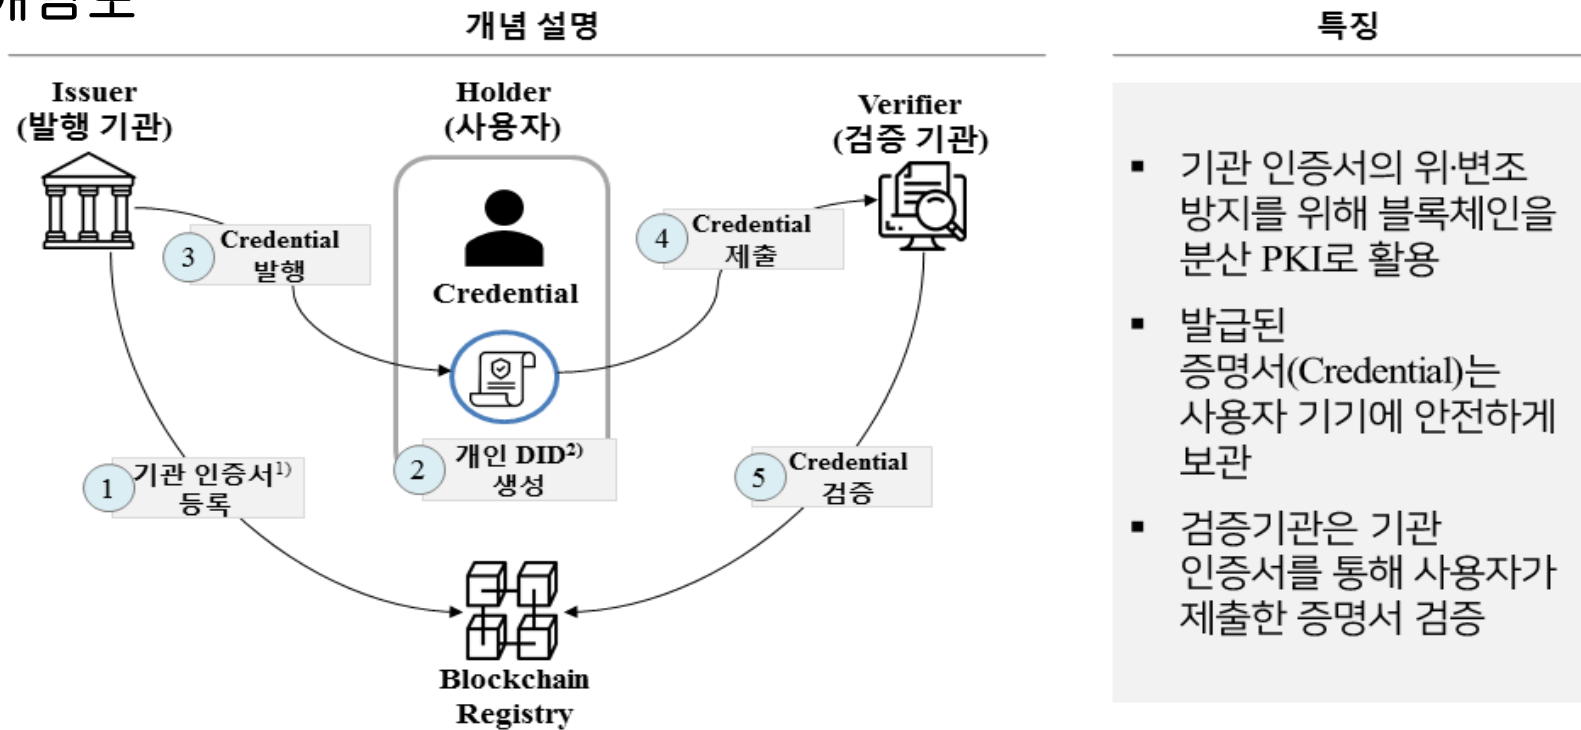 개념 설명
특징
Issuer
(발행 기관)
Holder
(사용자)
Verifier
(검증 기관)
3
Credential
발행
4
Credential
제출
Credential
1
기관 인증서1)
등록
2
개인 DID2)
생성
5
Credential
검증
Blockchain
Registry
▪ 기관 인증서의 위·변조
방지를 위해 블록체인을
분산 PKI로 활용
▪ 발급된
증명서(Credential)는
사용자 기기에 안전하게
보관
▪ 검증기관은 기관
인증서를 통해 사용자가
제출한 증명서 검증